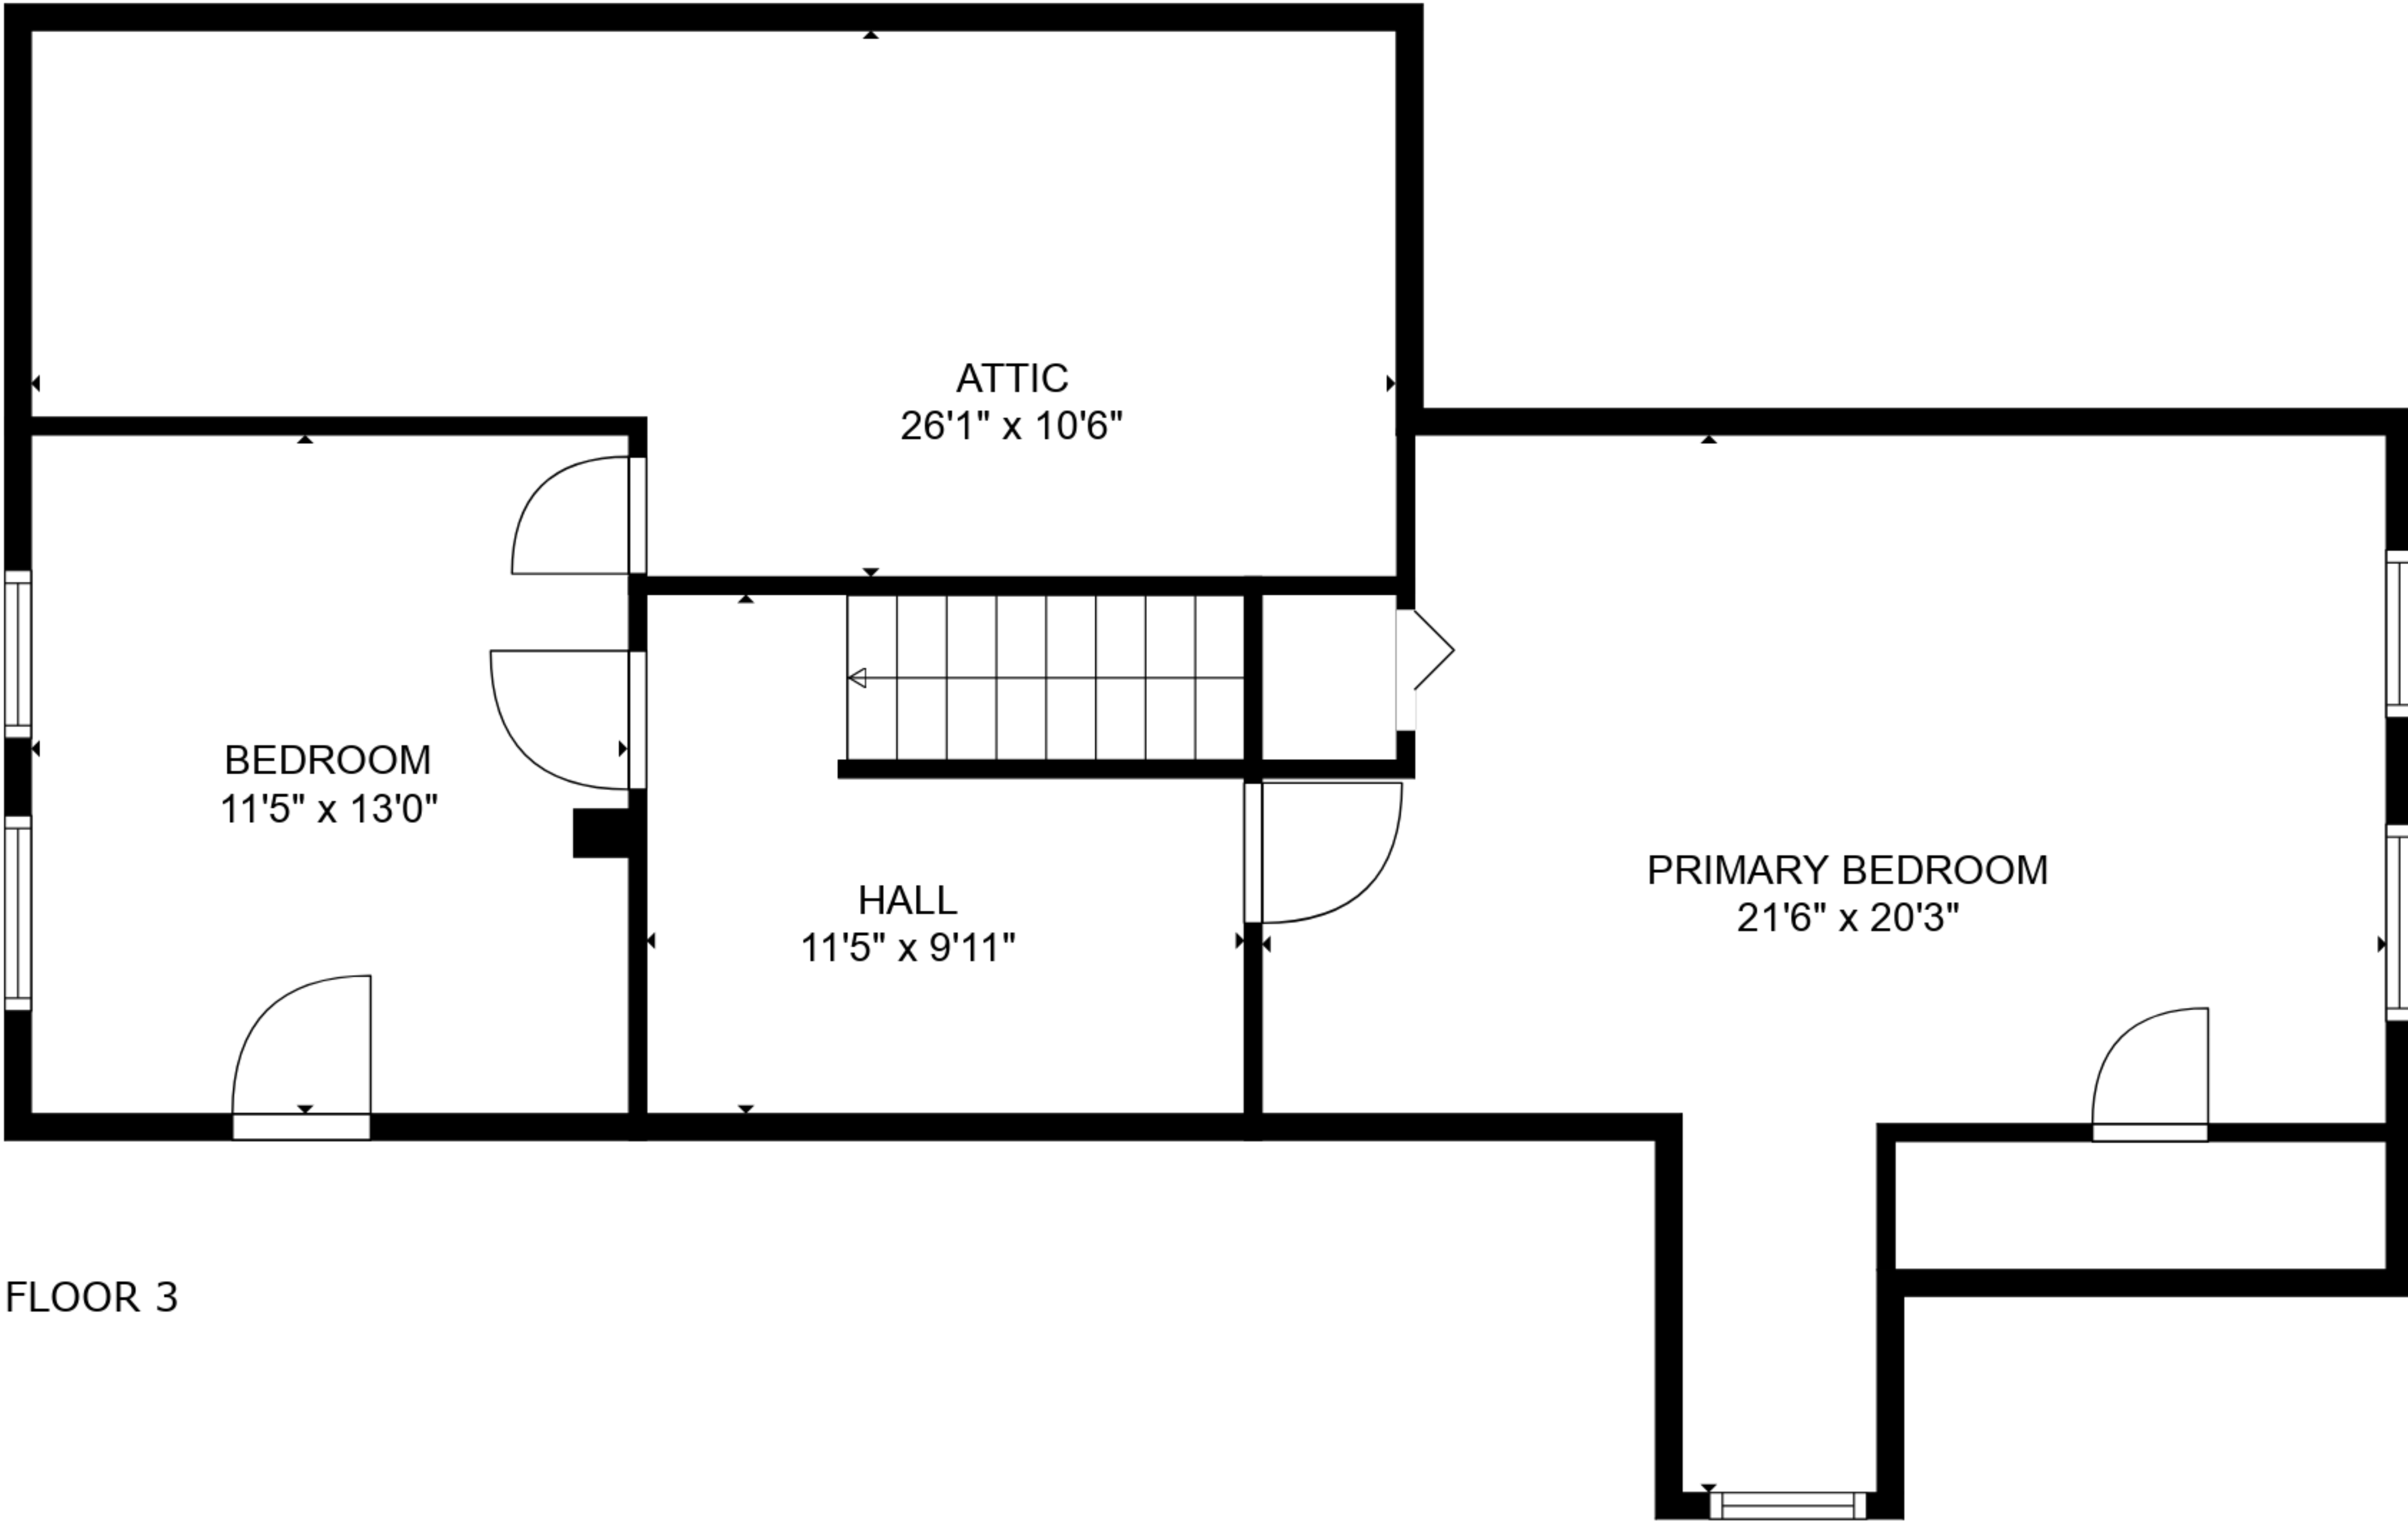 ATTIC
26'1" x 10'6"
BEDROOM
11'5" x 13'0"
HALL
11'5" x 9'11"
PRIMARY BEDROOM
21'6" x 20'3"
FLOOR 3